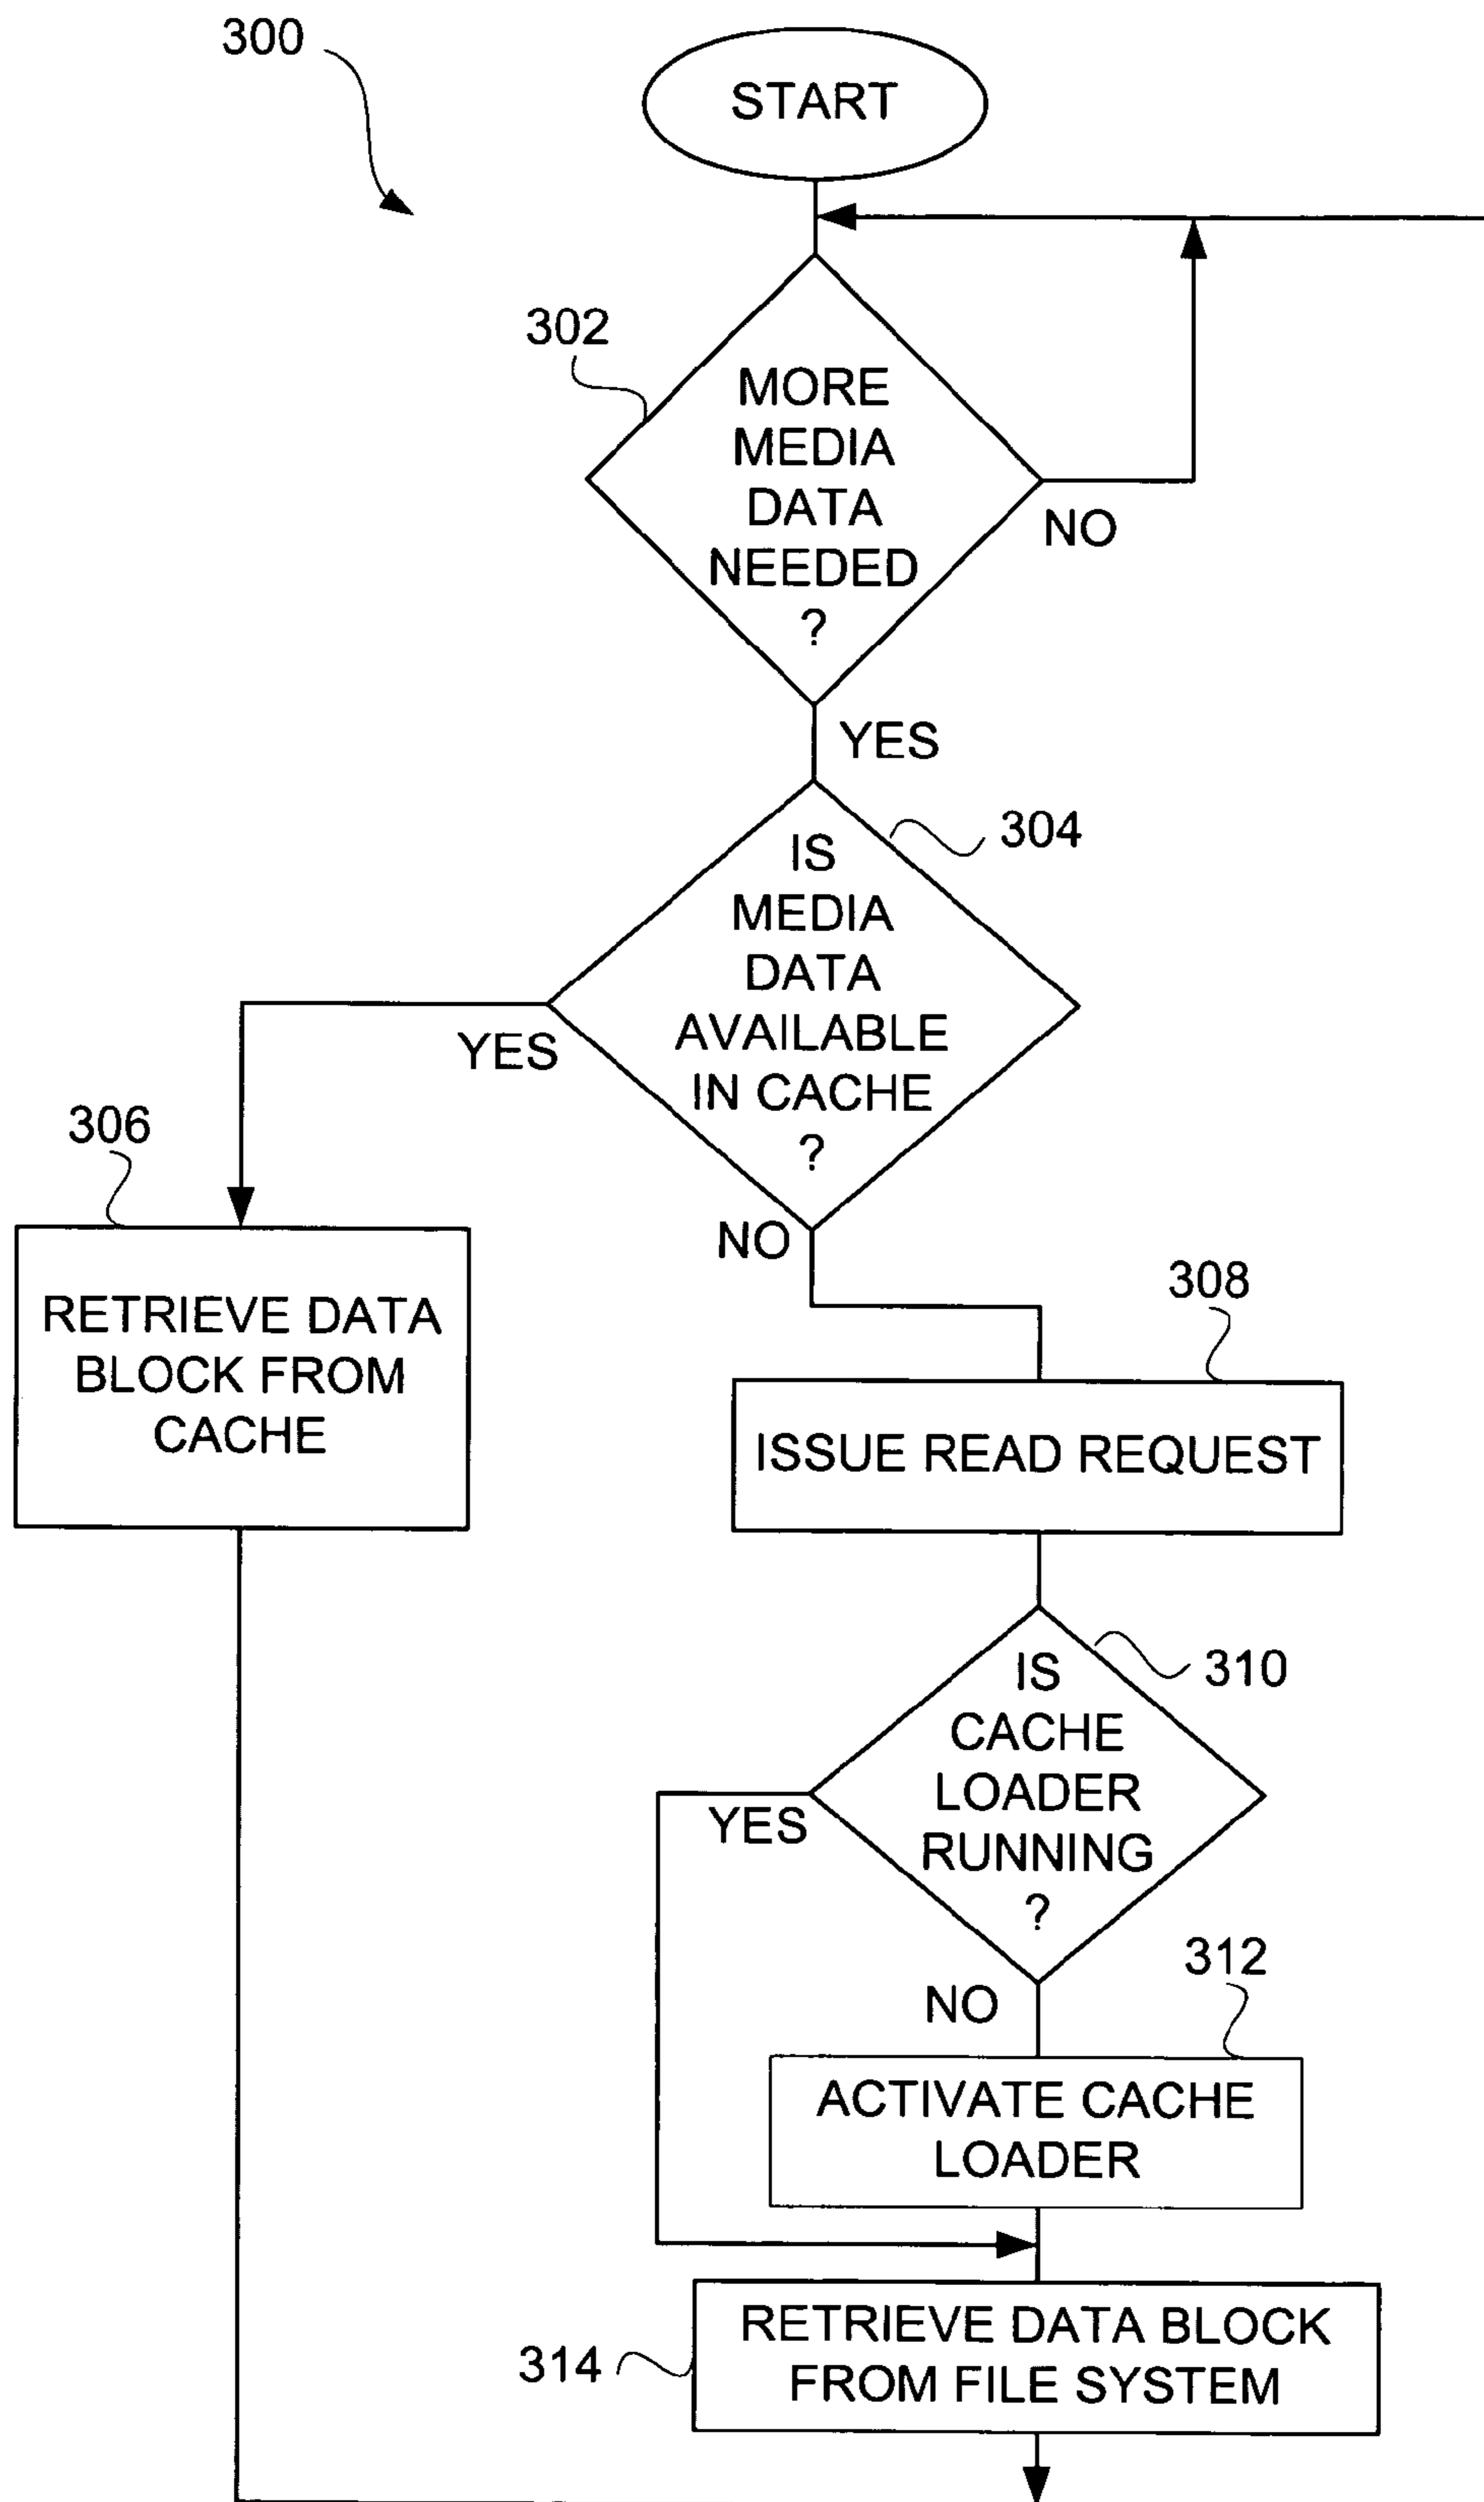 300
START
302
MORE
MEDIA
DATA
NEEDED
?
NO
YES
304
IS
MEDIA
DATA
AVAILABLE
IN CACHE
?
YES
NO
306
RETRIEVE DATA
BLOCK FROM
CACHE
308
ISSUE READ REQUEST
310
IS
CACHE
LOADER
RUNNING
?
YES
NO
312
ACTIVATE CACHE
LOADER
314
RETRIEVE DATA BLOCK
FROM FILE SYSTEM